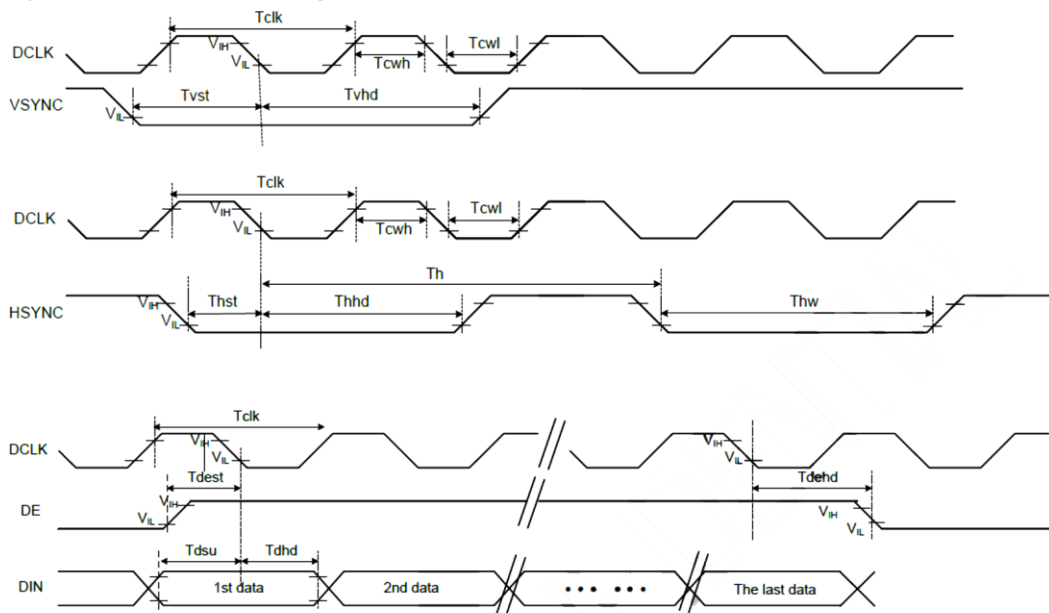 Tclk
DCLK
VIH
VIL
Tcwh
Tcwl
VSYNC
VIL
Tvst
Tvhd
Tclk
DCLK
VIH
VIL
Tcwh
Tcwl
Th
HSYNC
VIH
VIL
Thst
Thhd
Thw
Tclk
DCLK
VIH
VIL
VIH
VIL
Tdest
Tdehd
DE
VIH
VIL
VIH
VIL
Tdsu
Tdhd
DIN
1st data
2nd data
••• •••
The last data